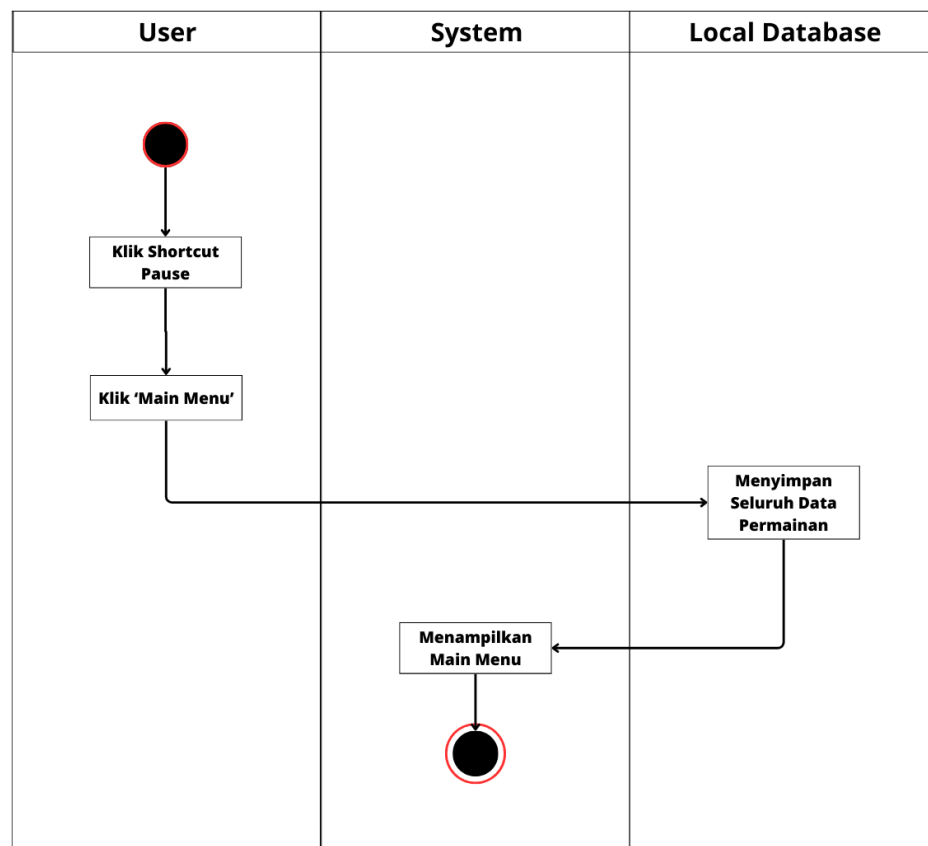 User
System
Local Database
Klik Shortcut
Pause
Klik ‘Main Menu’
Menyimpan
Seluruh Data
Permainan
Menampilkan
Main Menu